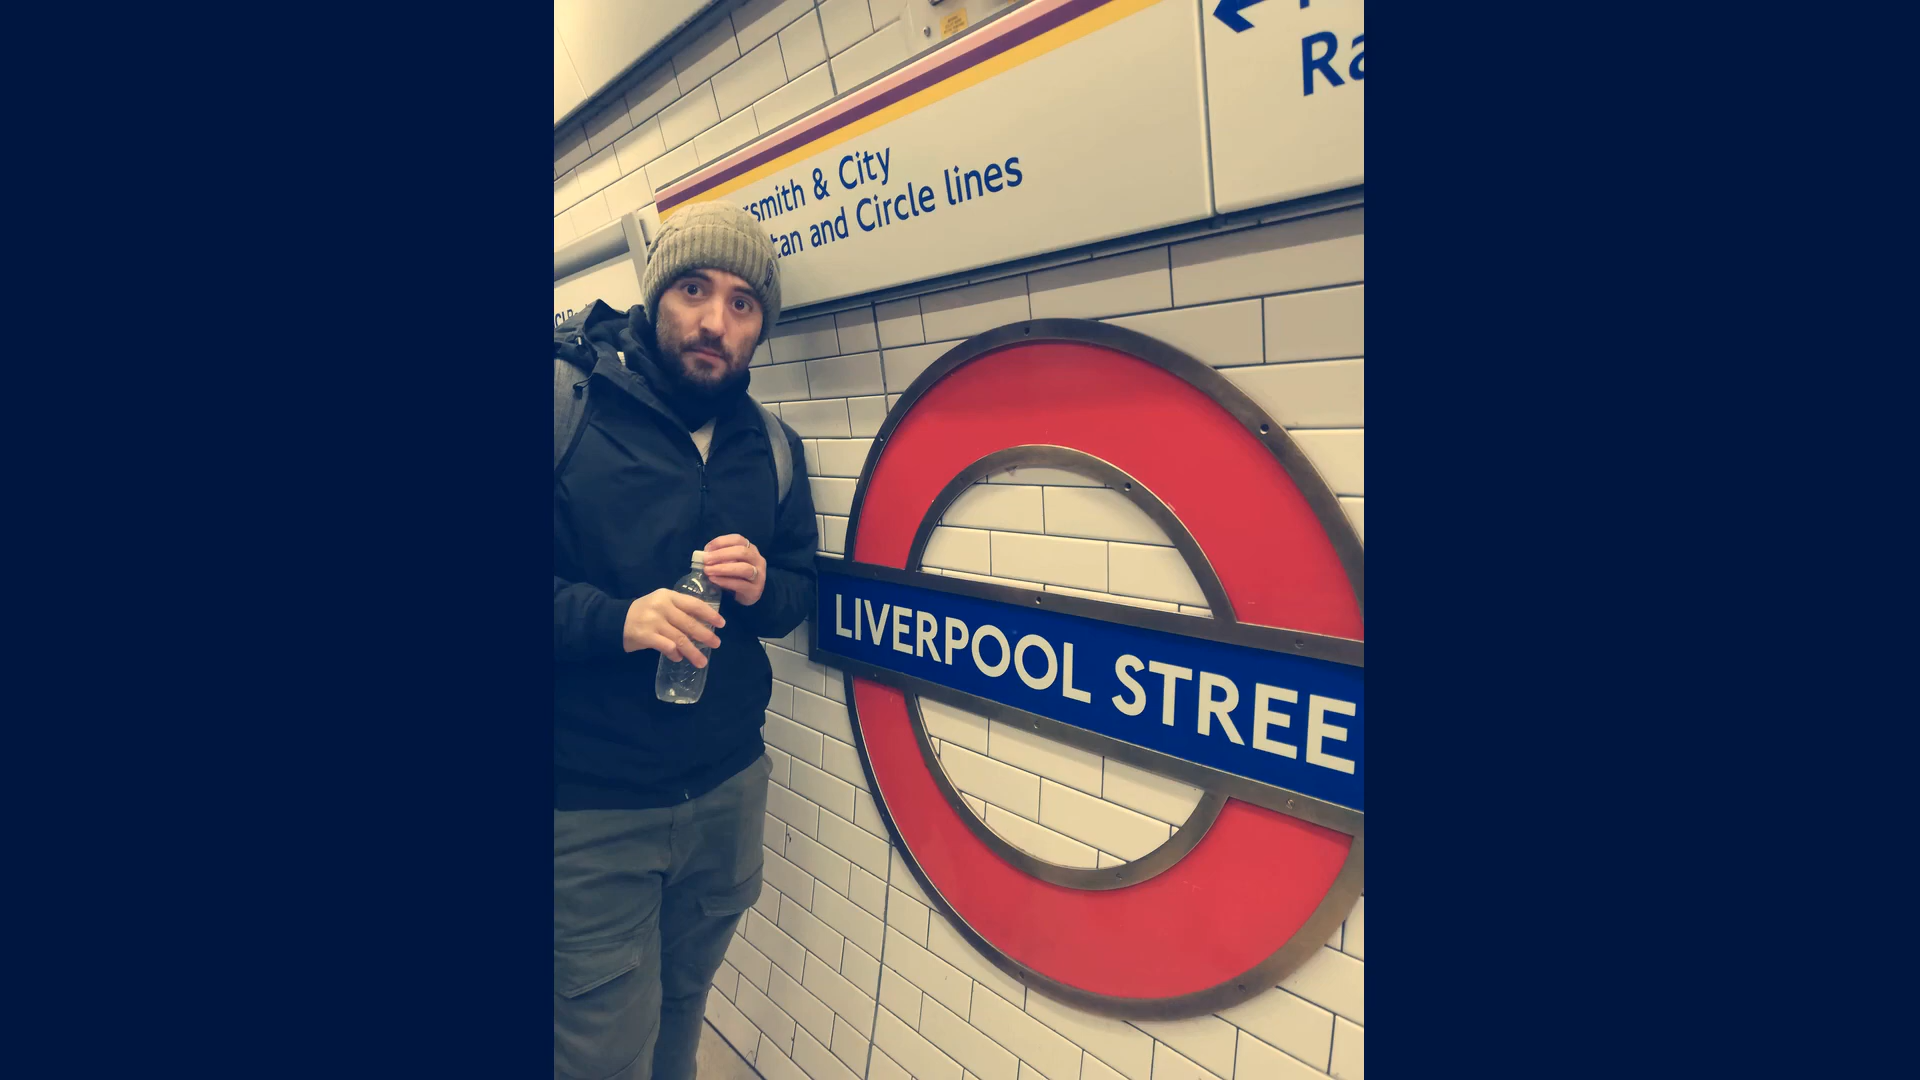 Ra
smith & City
tan and Circle lines
LIVERPOOL STREE